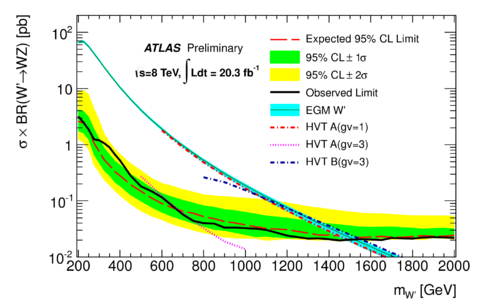 σ × BR(W'→WZ) [pb]
10²
10
1
10⁻¹
10⁻²
ATLAS Preliminary
√s=8 TeV, ∫Ldt = 20.3 fb⁻¹
Expected 95% CL Limit
95% CL ± 1σ
95% CL ± 2σ
Observed Limit
EGM W'
HVT A(gv=1)
HVT A(gv=3)
HVT B(gv=3)
200 400 600 800 1000 1200 1400 1600 1800 2000
mW' [GeV]